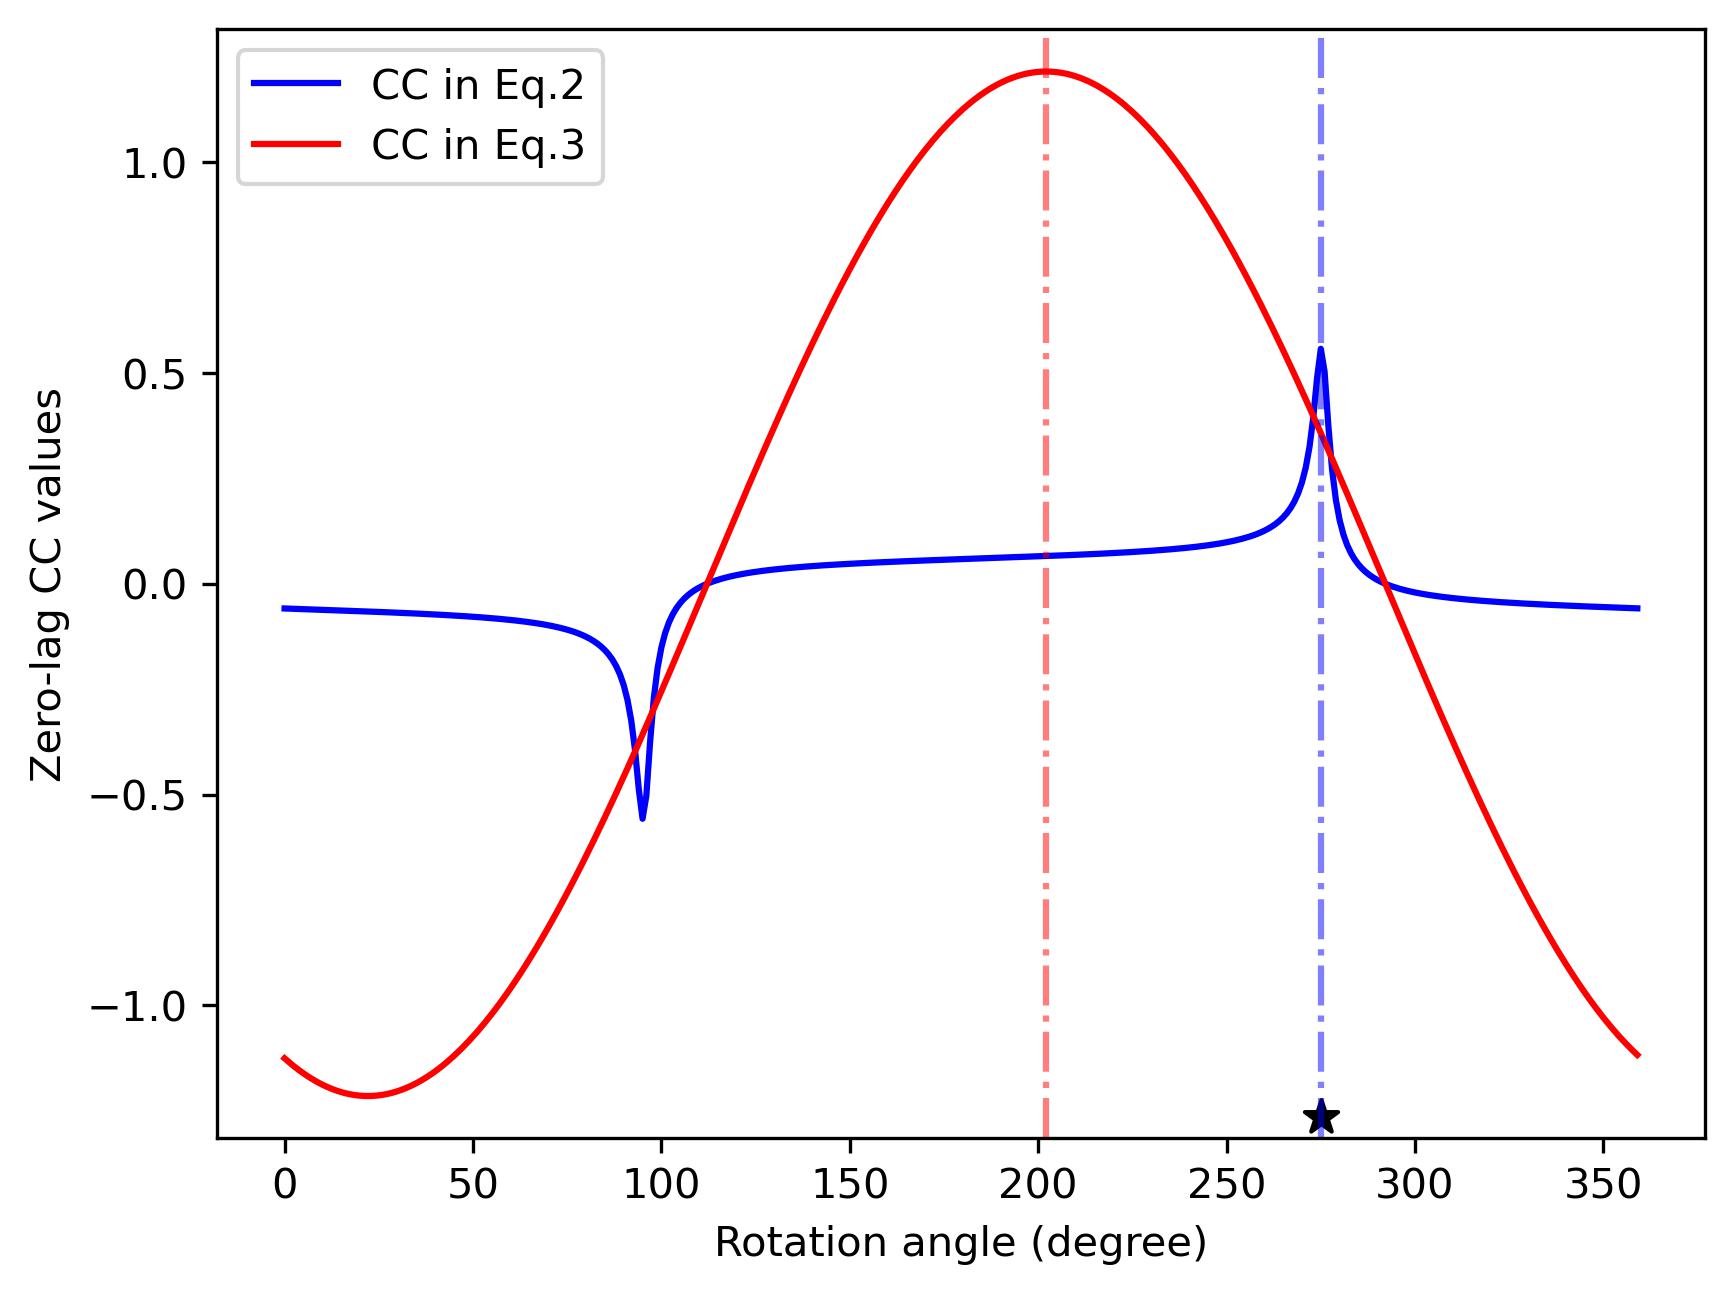 CC in Eq.2
CC in Eq.3
Zero-lag CC values
1.0
0.5
0.0
−0.5
−1.0
0 50 100 150 200 250 300 350
Rotation angle (degree)